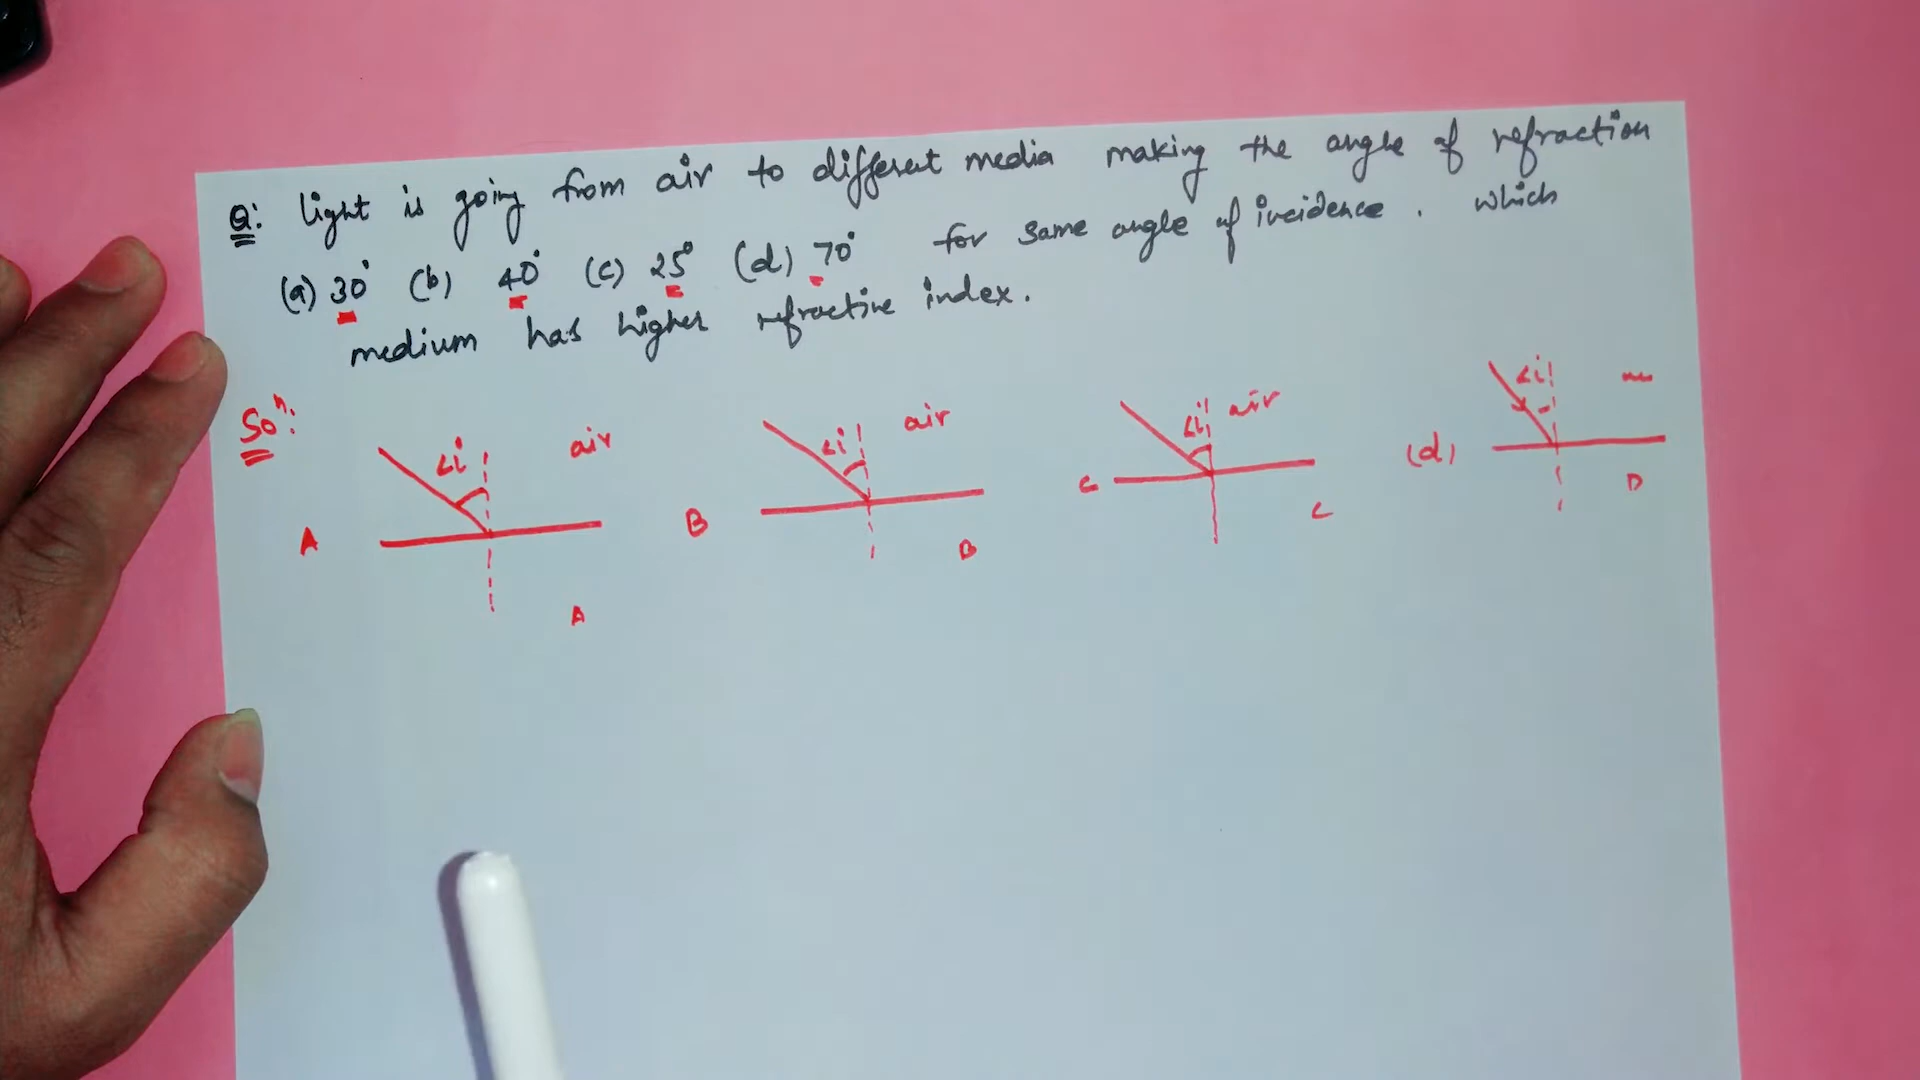 Q: light is going from air to different media making the angle of refraction
(a) 30° (b) 40° (c) 25° (d) 70° for same angle of incidence. which
medium has higher refractive index.
Soⁿ:
∠i air
A
A
∠i air
B
B
∠i air
C
C
∠i
(d)
D